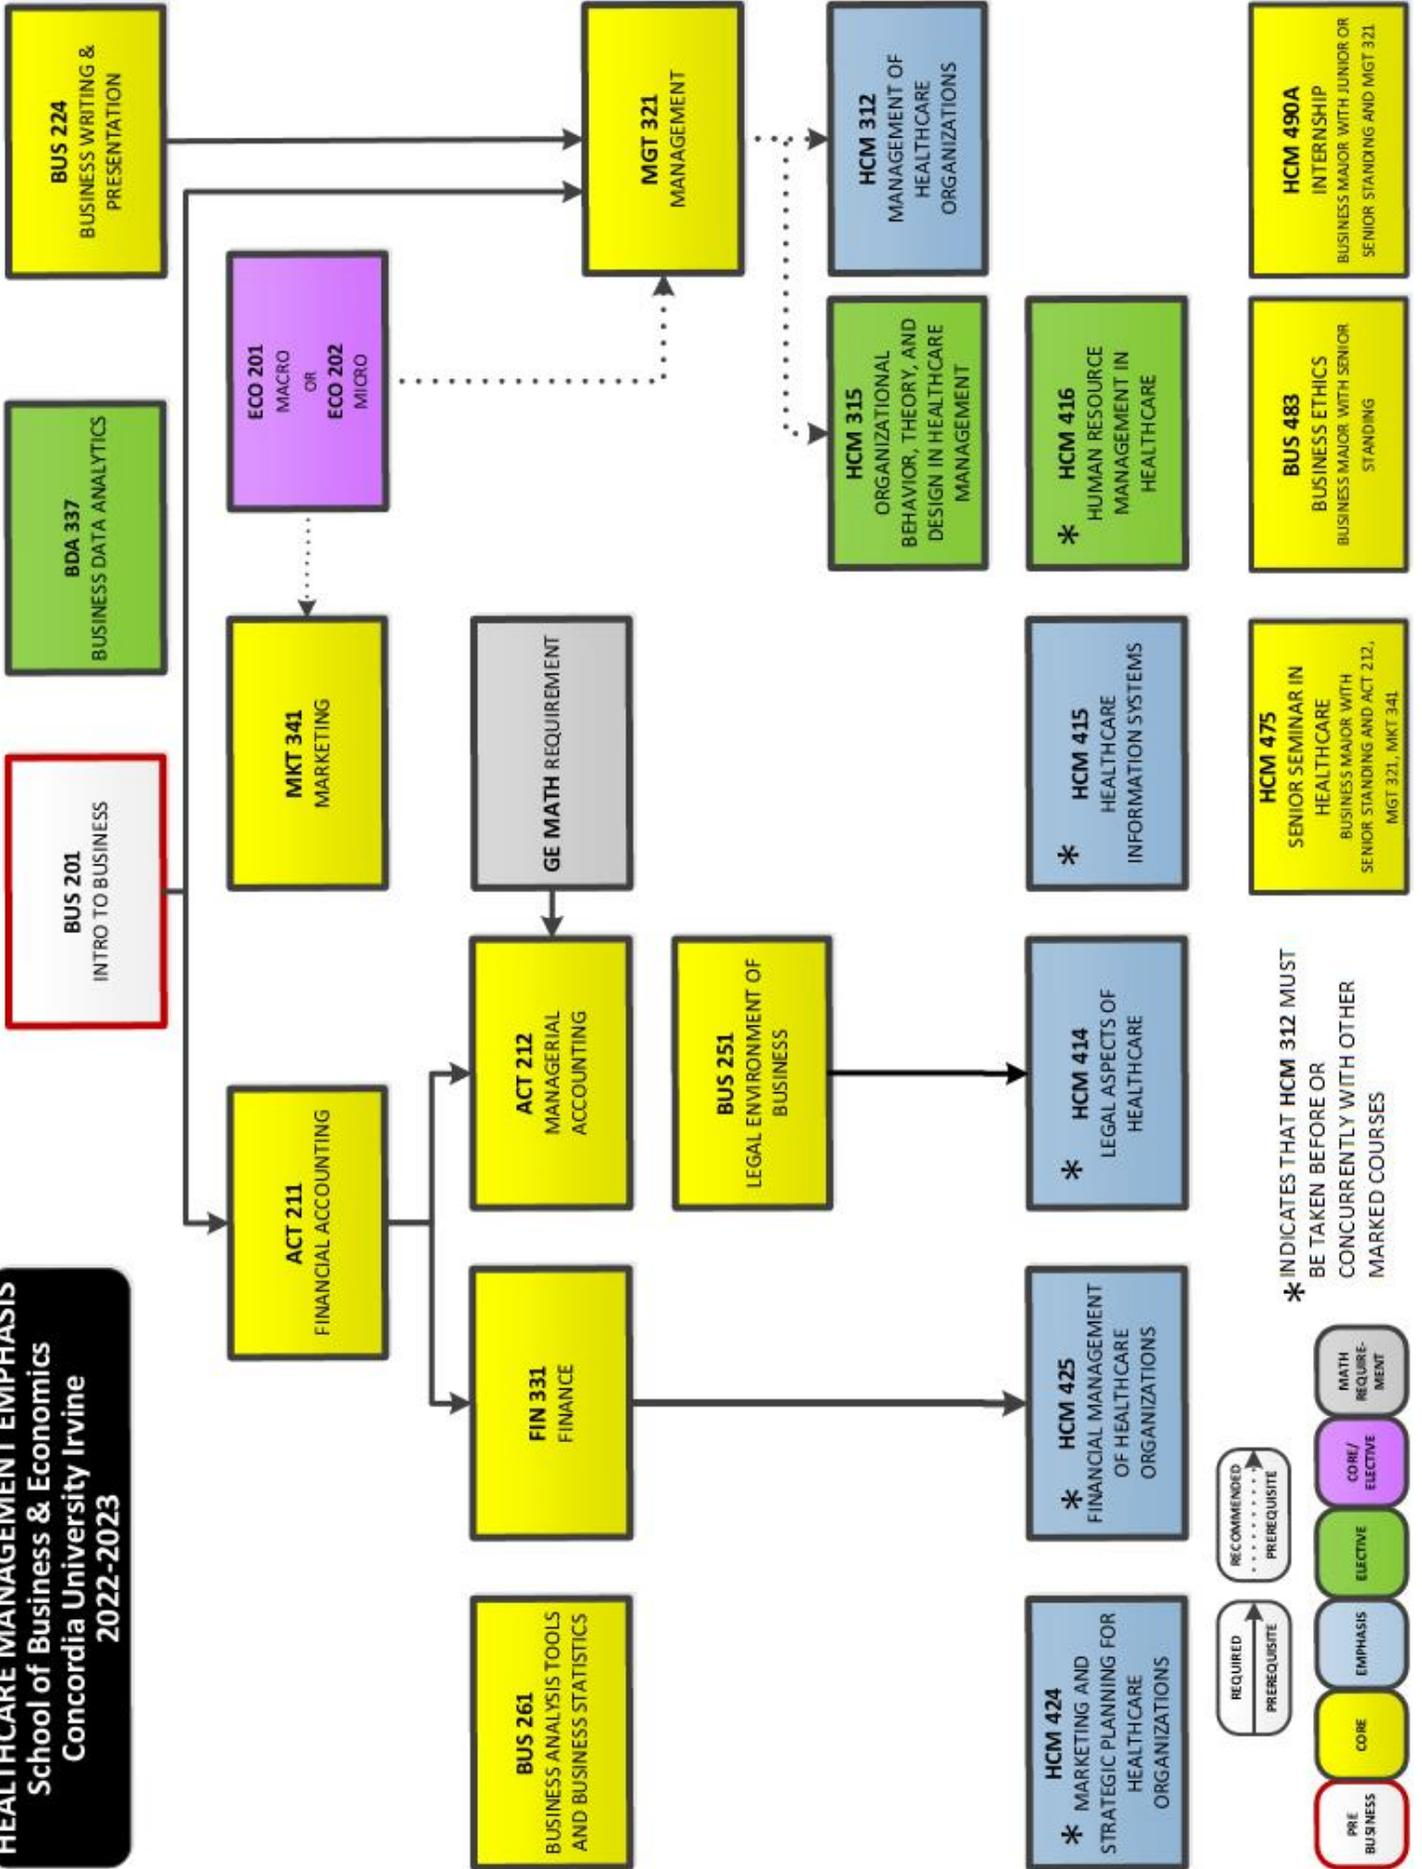 HEALTHCARE MANAGEMENT EMPHASIS
School of Business & Economics
Concordia University Irvine
2022-2023
BUS 201
INTRO TO BUSINESS
BDA 337
BUSINESS DATA ANALYTICS
BUS 224
BUSINESS WRITING &
PRESENTATION
ACT 211
FINANCIAL ACCOUNTING
MKT 341
MARKETING
ECO 201
MACRO
OR
ECO 202
MICRO
BUS 261
BUSINESS ANALYSIS TOOLS
AND BUSINESS STATISTICS
FIN 331
FINANCE
ACT 212
MANAGERIAL
ACCOUNTING
GE MATH REQUIREMENT
MGT 321
MANAGEMENT
BUS 251
LEGAL ENVIRONMENT OF
BUSINESS
HCM 315
ORGANIZATIONAL
BEHAVIOR, THEORY, AND
DESIGN IN HEALTHCARE
MANAGEMENT
HCM 312
MANAGEMENT OF
HEALTHCARE
ORGANIZATIONS
HCM 424
* MARKETING AND
STRATEGIC PLANNING FOR
HEALTHCARE
ORGANIZATIONS
* HCM 425
FINANCIAL MANAGEMENT
OF HEALTHCARE
ORGANIZATIONS
* HCM 414
LEGAL ASPECTS OF
HEALTHCARE
* HCM 415
HEALTHCARE
INFORMATION SYSTEMS
* HCM 416
HUMAN RESOURCE
MANAGEMENT IN
HEALTHCARE
REQUIRED
PREREQUISITE
RECOMMENDED
PREREQUISITE
PRE
BUSINESS
CORE
EMPHASIS
ELECTIVE
CORE/
ELECTIVE
MATH
REQUIRE-
MENT
* INDICATES THAT HCM 312 MUST
BE TAKEN BEFORE OR
CONCURRENTLY WITH OTHER
MARKED COURSES
HCM 475
SENIOR SEMINAR IN
HEALTHCARE
BUSINESS MAJOR WITH
SENIOR STANDING AND ACT 212,
MGT 321, MKT 341
BUS 483
BUSINESS ETHICS
BUSINESS MAJOR WITH SENIOR
STANDING
HCM 490A
INTERNSHIP
BUSINESS MAJOR WITH JUNIOR OR
SENIOR STANDING AND MGT 321